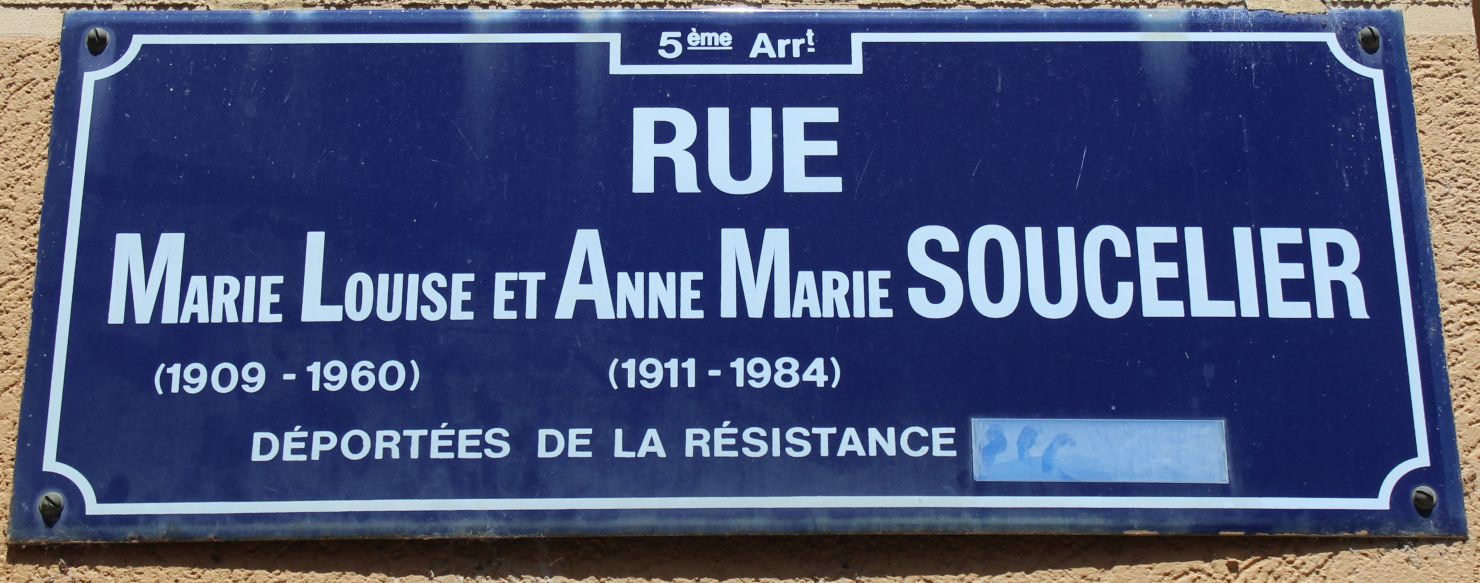 5ème Arrt
RUE
MARIE LOUISE ET ANNE MARIE SOUCELIER
(1909 - 1960) (1911 - 1984)
DÉPORTÉES DE LA RÉSISTANCE